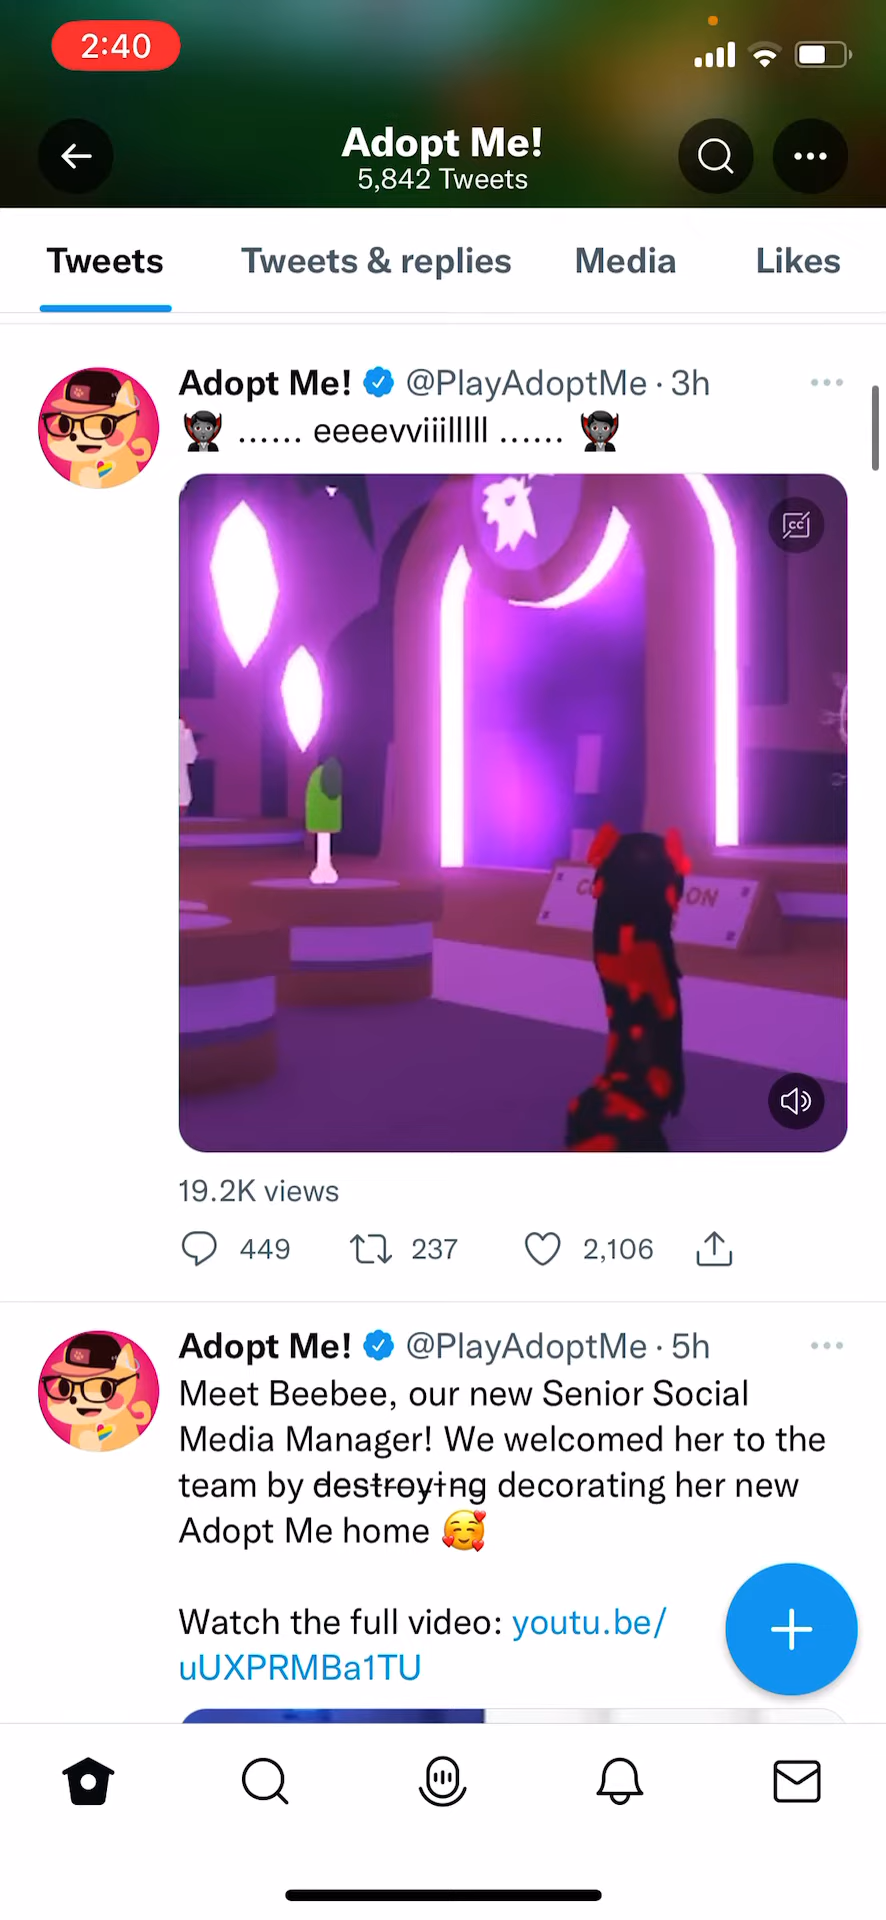 2:40
Adopt Me!
5,842 Tweets
Tweets Tweets & replies Media Likes
Adopt Me! @PlayAdoptMe · 3h
🧛🏿 ...... eeeevviiilllll ...... 🧛🏿
CC
ON
19.2K views
449 237 2,106
Adopt Me! @PlayAdoptMe · 5h
Meet Beebee, our new Senior Social
Media Manager! We welcomed her to the
team by d̶e̶s̶t̶r̶o̶y̶i̶n̶g̶ decorating her new
Adopt Me home 🥰
Watch the full video: youtu.be/
uUXPRMBa1TU